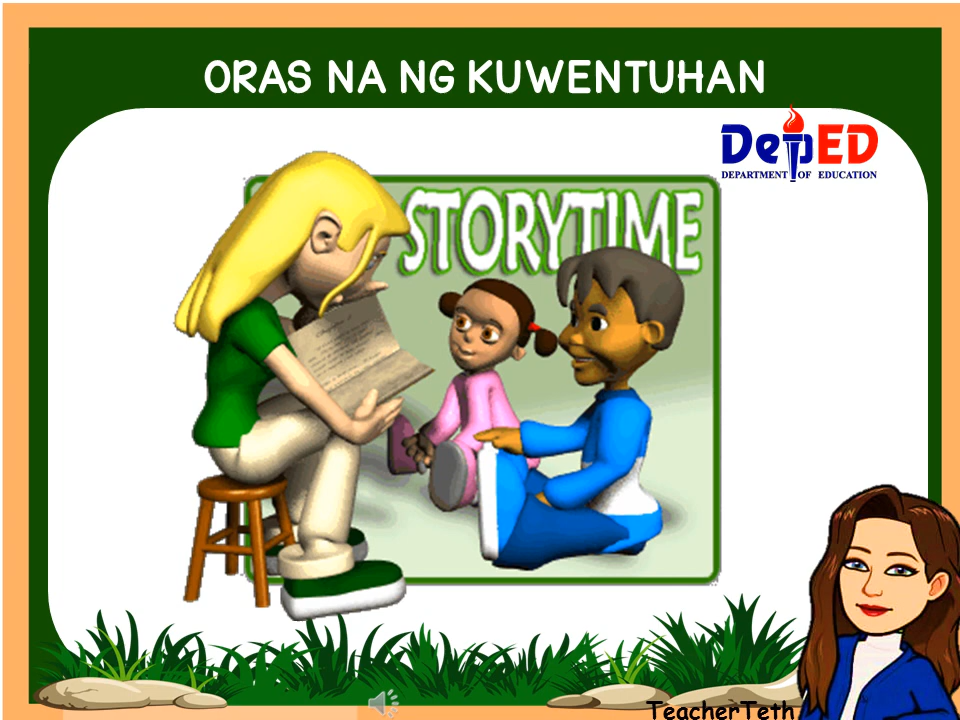 ORAS NA NG KUWENTUHAN
DepED
DEPARTMENT OF EDUCATION
STORYTIME
TeacherTeth